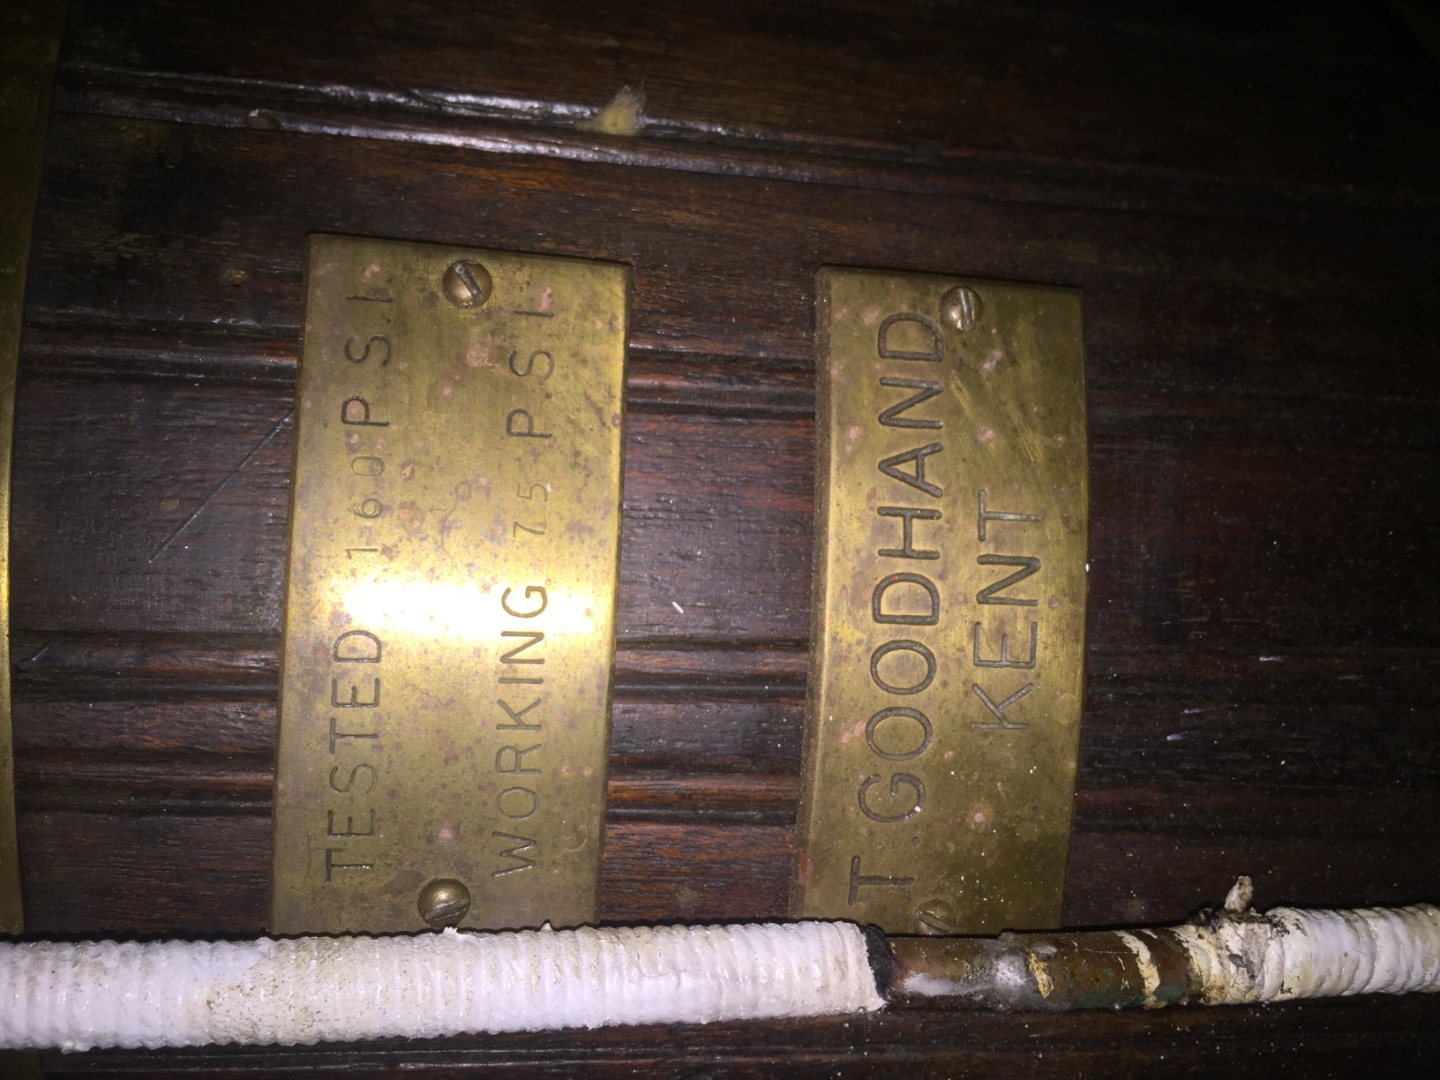 TESTED 160 P.S.I.
WORKING 75 P.S.I.
T. GOODHAND
KENT